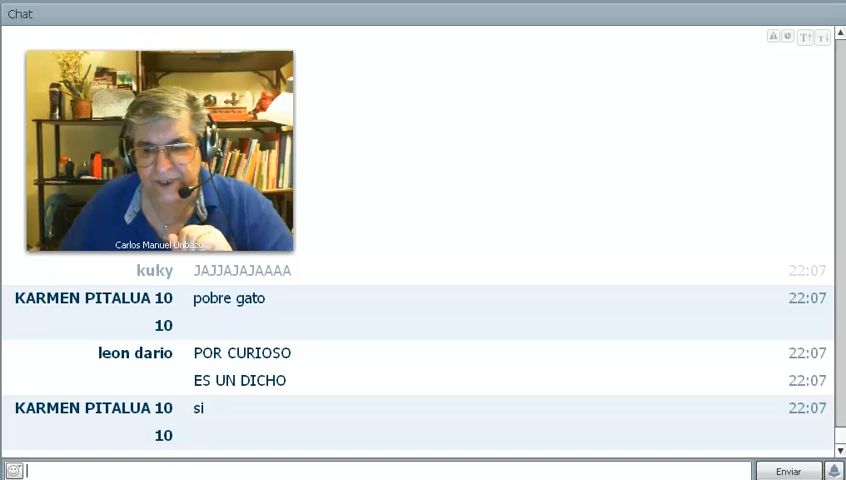 Chat
Carlos Manuel Uribazo
kuky JAJJAJAJAAAA 22:07
KARMEN PITALUA 10 pobre gato 22:07
10
leon dario POR CURIOSO 22:07
ES UN DICHO 22:07
KARMEN PITALUA 10 si 22:07
10
Enviar